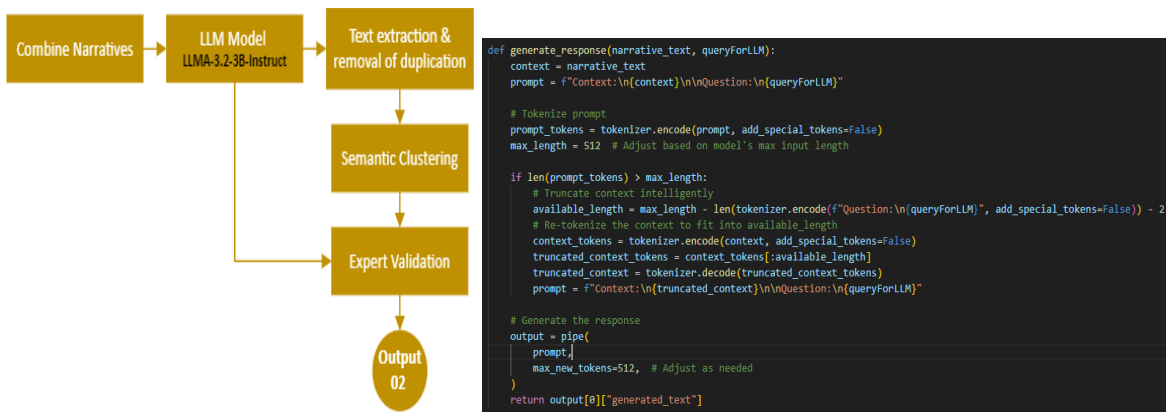 Combine Narratives
LLM Model
LLMA-3.2-3B-Instruct
Text extraction &
removal of duplication
Semantic Clustering
Expert Validation
Output
02
def generate_response(narrative_text, queryForLLM):
    context = narrative_text
    prompt = f"Context:\n{context}\n\nQuestion:\n{queryForLLM}"
    # Tokenize prompt
    prompt_tokens = tokenizer.encode(prompt, add_special_tokens=False)
    max_length = 512  # Adjust based on model's max input length
    if len(prompt_tokens) > max_length:
        # Truncate context intelligently
        available_length = max_length - len(tokenizer.encode(f"Question:\n{queryForLLM}", add_special_tokens=False)) - 2
        # Re-tokenize the context to fit into available_length
        context_tokens = tokenizer.encode(context, add_special_tokens=False)
        truncated_context_tokens = context_tokens[:available_length]
        truncated_context = tokenizer.decode(truncated_context_tokens)
        prompt = f"Context:\n{truncated_context}\n\nQuestion:\n{queryForLLM}"
    # Generate the response
    output = pipe(
        prompt,
        max_new_tokens=512,  # Adjust as needed
    )
    return output[0]["generated_text"]